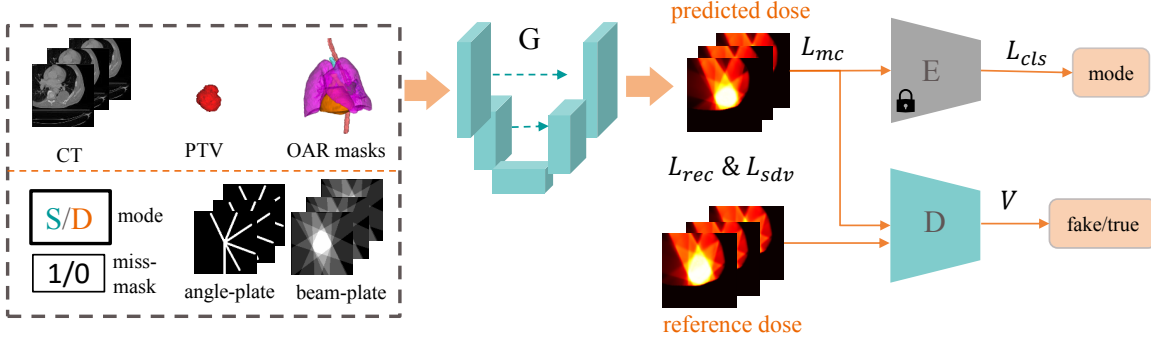 CT
PTV
OAR masks
S/D
mode
1/0
miss-
mask
angle-plate
beam-plate
G
predicted dose
L_mc
L_rec & L_sdv
reference dose
E
L_cls
mode
D
V
fake/true